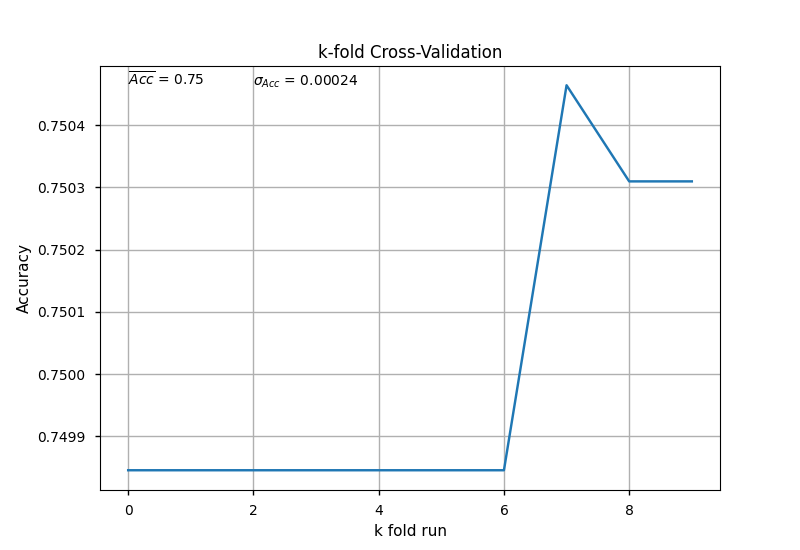 k-fold Cross-Validation
Acc = 0.75 σAcc = 0.00024
0.7504
0.7503
0.7502
0.7501
0.7500
0.7499
Accuracy
0 2 4 6 8
k fold run